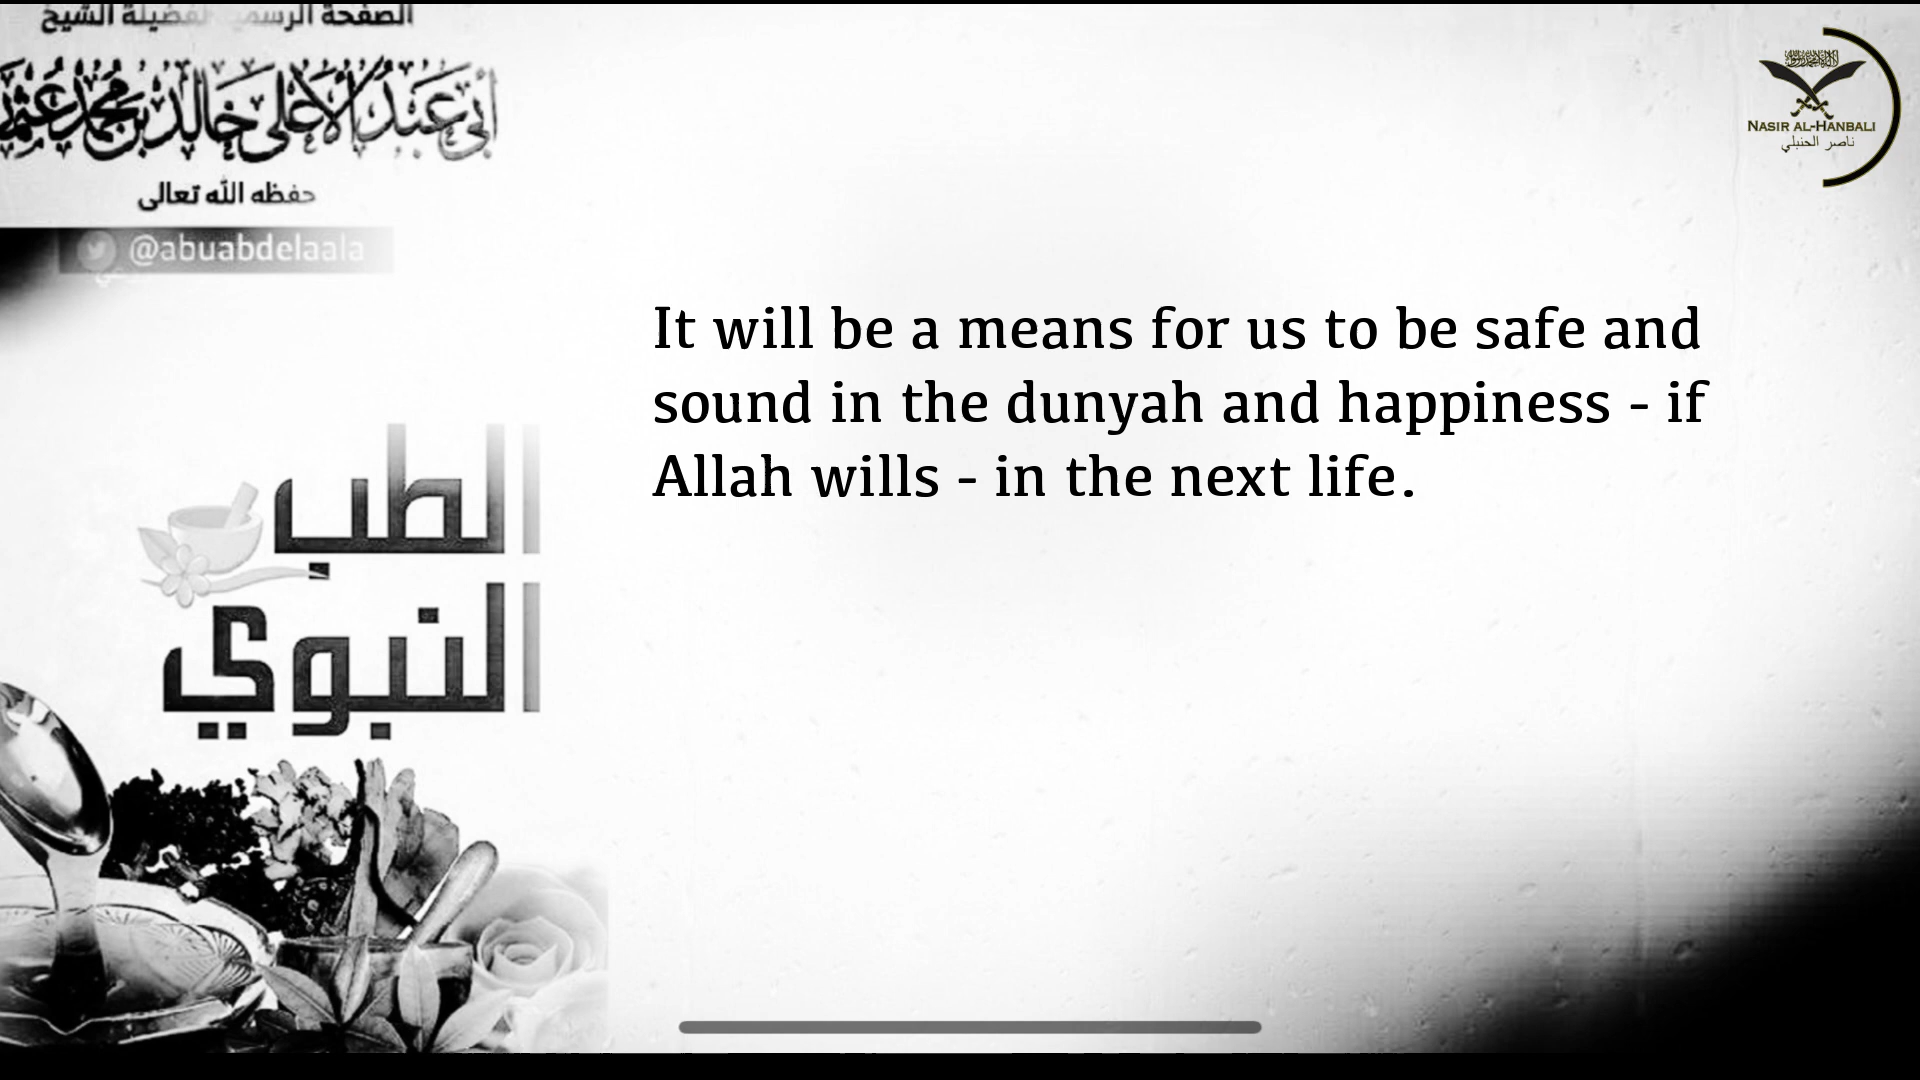 الصفحة الرسمية لفضيلة الشيخ
أبي عبد الأعلى خالد بن محمد عثما
حفظه الله تعالى
@abuabdelaala
NASIR AL-HANBALI
ناصر الحنبلي
It will be a means for us to be safe and
sound in the dunyah and happiness - if
Allah wills - in the next life.
الطب
النبوي